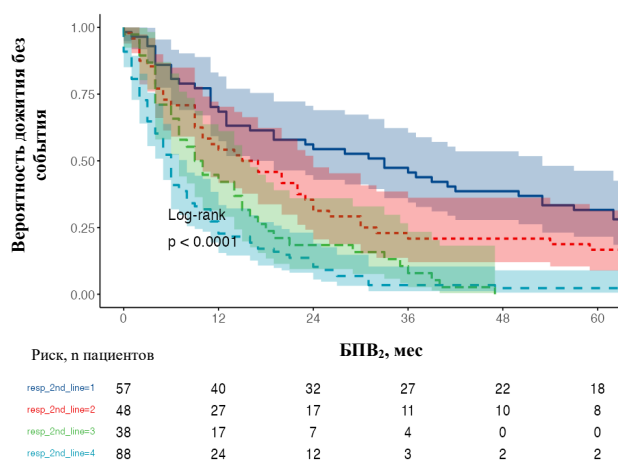 Вероятность дожития без
события
1.00
0.75
0.50
0.25
0.00
Log-rank
p < 0.0001
0 12 24 36 48 60
БПВ₂, мес
Риск, n пациентов
resp_2nd_line=1 57 40 32 27 22 18
resp_2nd_line=2 48 27 17 11 10 8
resp_2nd_line=3 38 17 7 4 0 0
resp_2nd_line=4 88 24 12 3 2 2